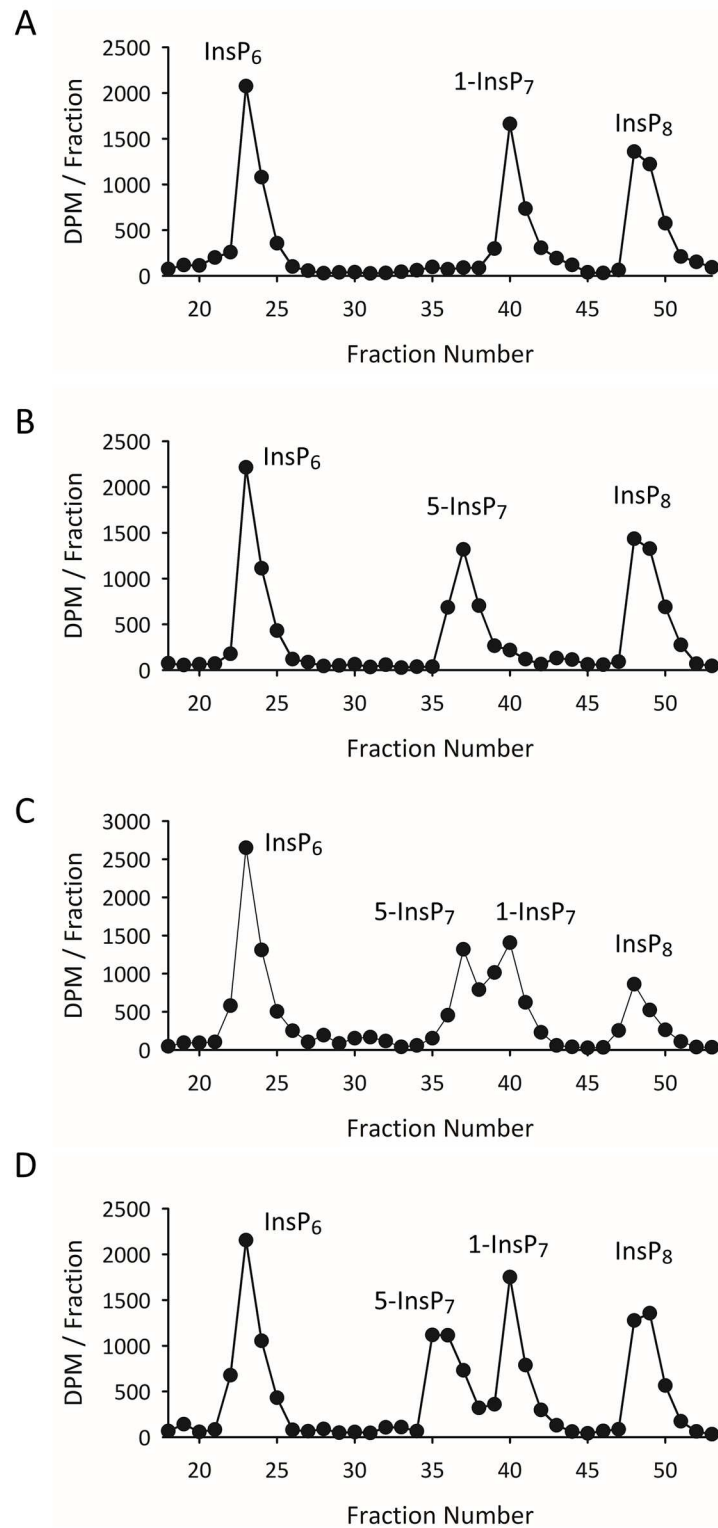 A
InsP6
1-InsP7
InsP8
2500
2000
1500
1000
500
0
DPM / Fraction
20 25 30 35 40 45 50
Fraction Number
B
InsP6
5-InsP7
InsP8
2500
2000
1500
1000
500
0
DPM / Fraction
20 25 30 35 40 45 50
Fraction Number
C
InsP6
5-InsP7 1-InsP7
InsP8
3000
2500
2000
1500
1000
500
0
DPM / Fraction
20 25 30 35 40 45 50
Fraction Number
D
InsP6
1-InsP7
InsP8
5-InsP7
2500
2000
1500
1000
500
0
DPM / Fraction
20 25 30 35 40 45 50
Fraction Number